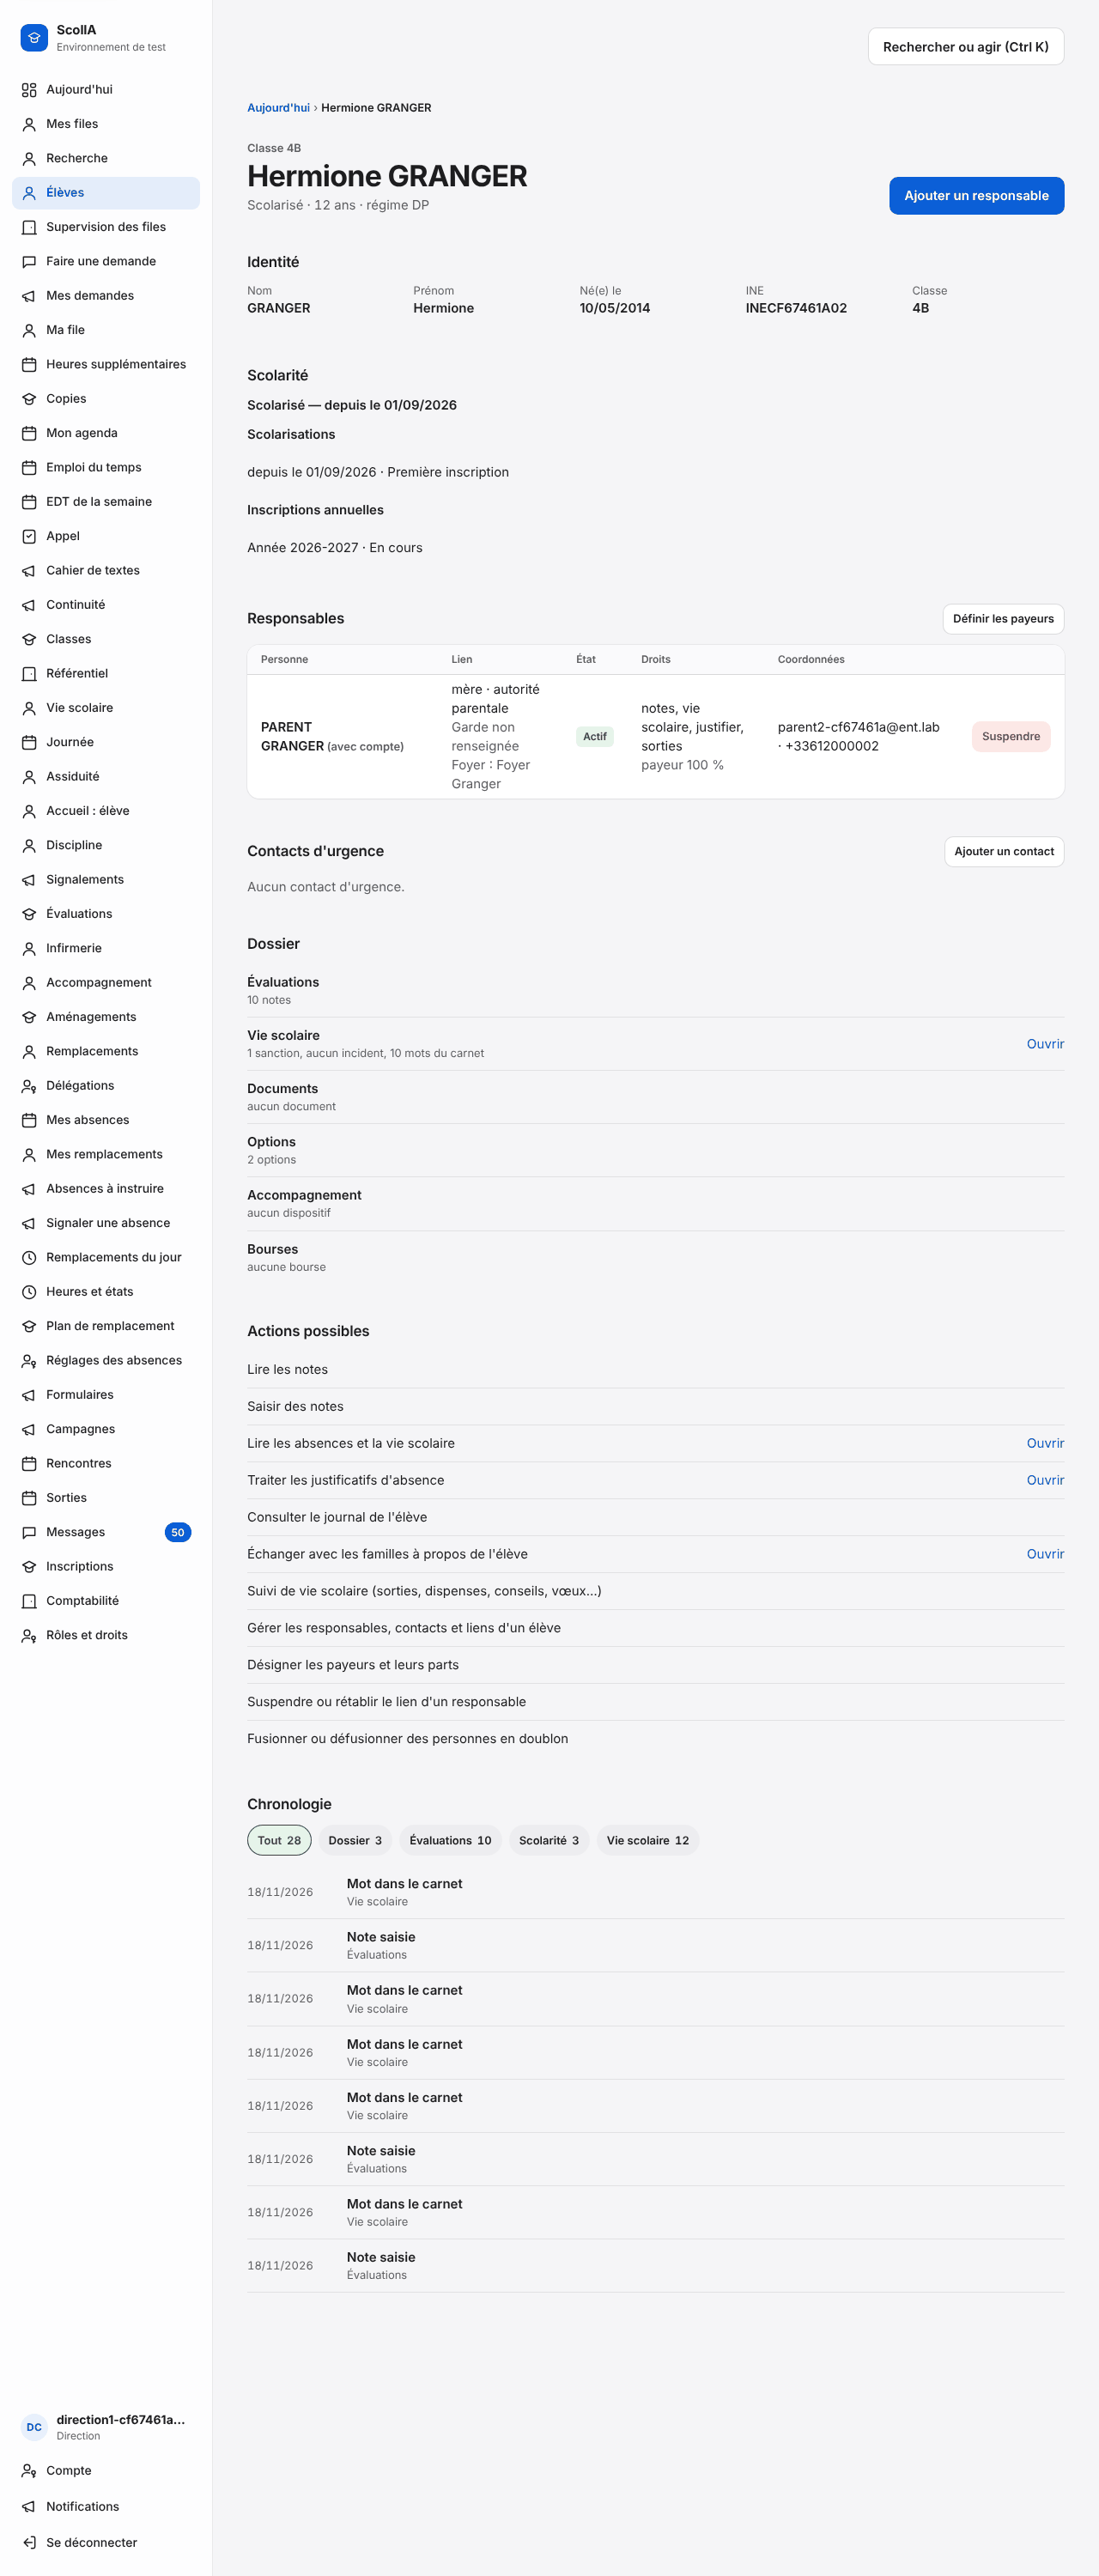 ScolIA
Environnement de test
Aujourd'hui
Mes files
Recherche
Élèves
Supervision des files
Faire une demande
Mes demandes
Ma file
Heures supplémentaires
Copies
Mon agenda
Emploi du temps
EDT de la semaine
Appel
Cahier de textes
Continuité
Classes
Référentiel
Vie scolaire
Journée
Assiduité
Accueil : élève
Discipline
Signalements
Évaluations
Infirmerie
Accompagnement
Aménagements
Remplacements
Délégations
Mes absences
Mes remplacements
Absences à instruire
Signaler une absence
Remplacements du jour
Heures et états
Plan de remplacement
Réglages des absences
Formulaires
Campagnes
Rencontres
Sorties
Messages 50
Inscriptions
Comptabilité
Rôles et droits
DC
direction1-cf67461a...
Direction
Compte
Notifications
Se déconnecter
Rechercher ou agir (Ctrl K)
Aujourd'hui › Hermione GRANGER
Classe 4B
Hermione GRANGER
Scolarisé · 12 ans · régime DP
Ajouter un responsable
Identité
Nom Prénom Né(e) le INE Classe
GRANGER Hermione 10/05/2014 INECF67461A02 4B
Scolarité
Scolarisé — depuis le 01/09/2026
Scolarisations
depuis le 01/09/2026 · Première inscription
Inscriptions annuelles
Année 2026-2027 · En cours
Responsables
Définir les payeurs
Personne Lien État Droits Coordonnées
PARENT
GRANGER (avec compte)
mère · autorité
parentale
Garde non
renseignée
Foyer : Foyer
Granger
Actif
notes, vie
scolaire, justifier,
sorties
payeur 100 %
parent2-cf67461a@ent.lab
· +33612000002
Suspendre
Contacts d'urgence
Ajouter un contact
Aucun contact d'urgence.
Dossier
Évaluations
10 notes
Vie scolaire
1 sanction, aucun incident, 10 mots du carnet
Ouvrir
Documents
aucun document
Options
2 options
Accompagnement
aucun dispositif
Bourses
aucune bourse
Actions possibles
Lire les notes
Saisir des notes
Lire les absences et la vie scolaire Ouvrir
Traiter les justificatifs d'absence Ouvrir
Consulter le journal de l'élève
Échanger avec les familles à propos de l'élève Ouvrir
Suivi de vie scolaire (sorties, dispenses, conseils, vœux…)
Gérer les responsables, contacts et liens d'un élève
Désigner les payeurs et leurs parts
Suspendre ou rétablir le lien d'un responsable
Fusionner ou défusionner des personnes en doublon
Chronologie
Tout 28 Dossier 3 Évaluations 10 Scolarité 3 Vie scolaire 12
18/11/2026 Mot dans le carnet
Vie scolaire
18/11/2026 Note saisie
Évaluations
18/11/2026 Mot dans le carnet
Vie scolaire
18/11/2026 Mot dans le carnet
Vie scolaire
18/11/2026 Mot dans le carnet
Vie scolaire
18/11/2026 Note saisie
Évaluations
18/11/2026 Mot dans le carnet
Vie scolaire
18/11/2026 Note saisie
Évaluations